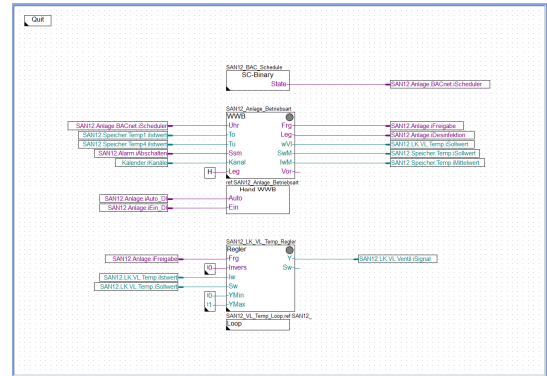 Quit
SAN12_BAC_Schedule
SC-Binary
State
SAN12.Anlage.BACnet.iScheduler
SAN12_Anlage_Betriebsart
WWB
SAN12.Anlage.BACnet.iScheduler Uhr Frg SAN12.Anlage.iFreigabe
SAN12.Speicher.Temp1.iIstwert To Leg SAN12.Anlage.iDesinfektion
SAN12.Speicher.Temp4.iIstwert Tu wVl SAN12.LK.VL.Temp.iSollwert
SAN12.Alarm.iAbschalten Ssm SwM SAN12.Speicher.Temp.iSollwert
Kalender.iKanäle Kanal IwM SAN12.Speicher.Temp.iMittelwert
H Leg Vor
ref:SAN12_Anlage_Betriebsart
Hand WWB
SAN12.Anlage.iAuto_DI Auto
SAN12.Anlage.iEin_DI Ein
SAN12_LK_VL_Temp_Regler
Regler
SAN12.Anlage.iFreigabe Frg Y SAN12.LK.VL.Ventil.iSignal
I0 Invers Sw
SAN12.LK.VL.Temp.iIstwert Iw
SAN12.LK.VL.Temp.iSollwert Sw
I0 YMin
I1 YMax
SAN12_VL_Temp_Loop,ref:SAN12_
Loop